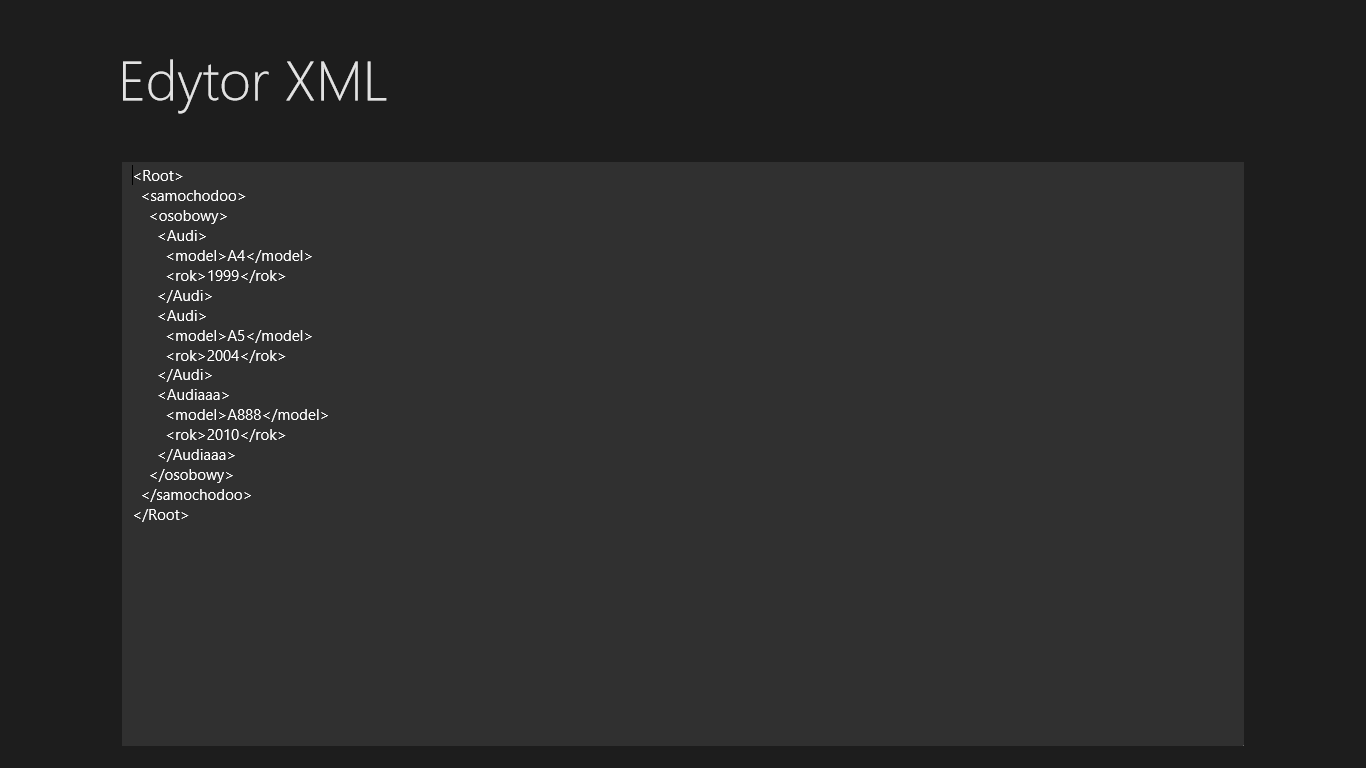 Edytor XML
<Root>
<samochodoo>
<osobowy>
<Audi>
<model>A4</model>
<rok>1999</rok>
</Audi>
<Audi>
<model>A5</model>
<rok>2004</rok>
</Audi>
<Audiaaa>
<model>A888</model>
<rok>2010</rok>
</Audiaaa>
</osobowy>
</samochodoo>
</Root>